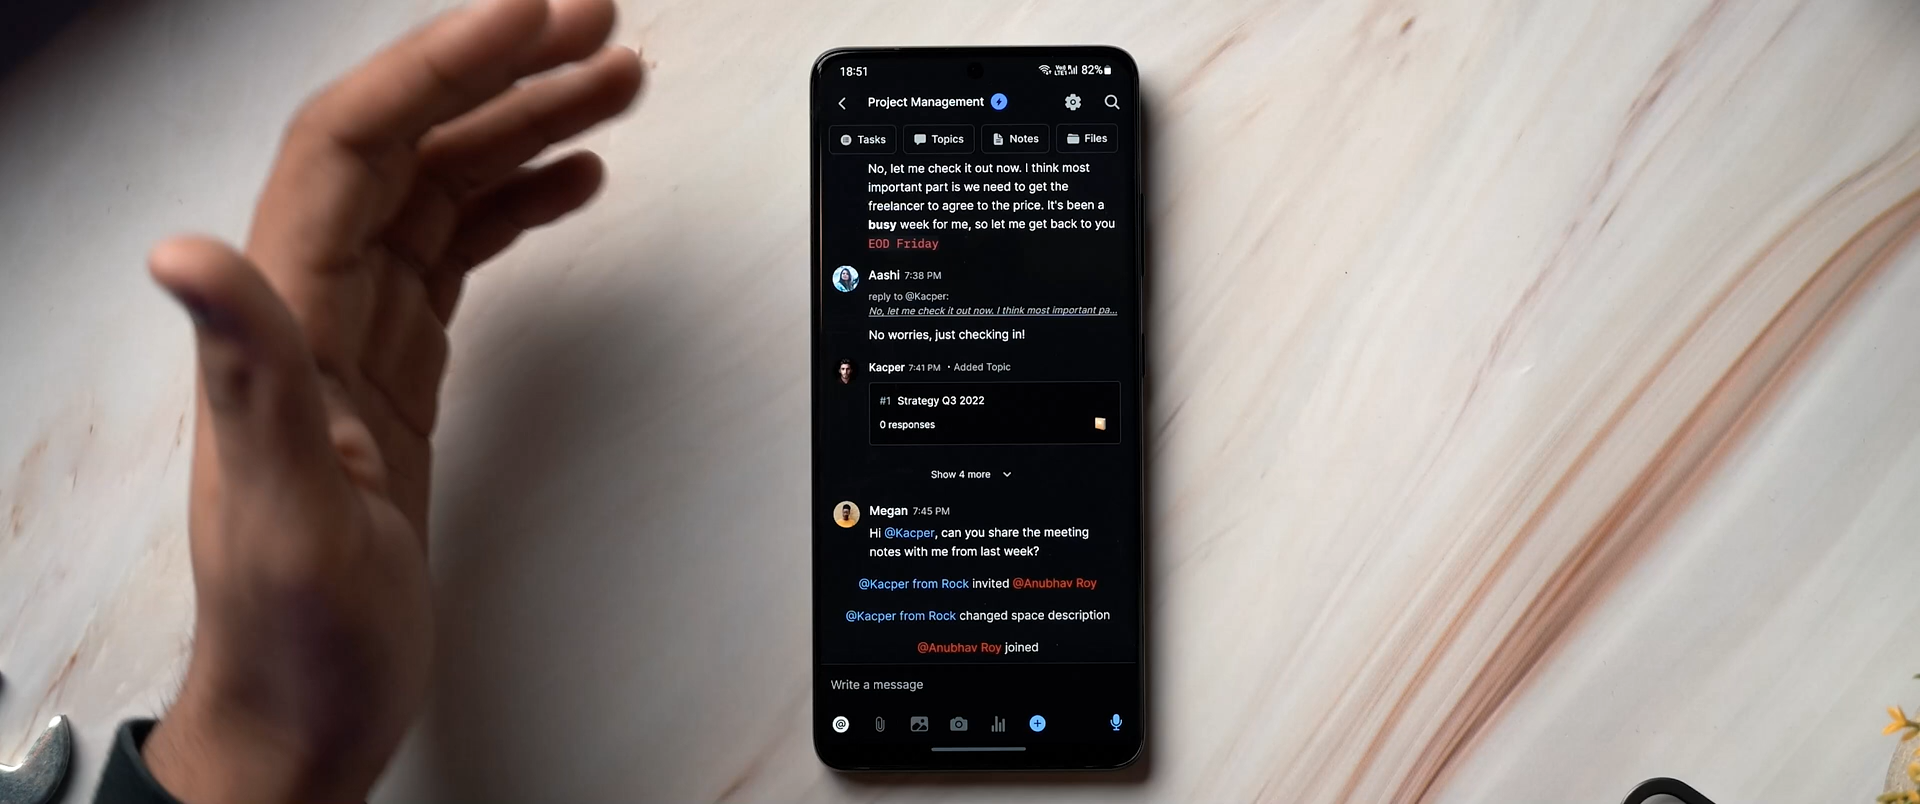 18:51
82%
Project Management
Tasks
Topics
Notes
Files
No, let me check it out now. I think most
important part is we need to get the
freelancer to agree to the price. It's been a
busy week for me, so let me get back to you
EOD Friday
Aashi 7:38 PM
reply to @Kacper:
No, let me check it out now. I think most important pa...
No worries, just checking in!
Kacper 7:41 PM • Added Topic
#1 Strategy Q3 2022
0 responses
Show 4 more
Megan 7:45 PM
Hi @Kacper, can you share the meeting
notes with me from last week?
@Kacper from Rock invited @Anubhav Roy
@Kacper from Rock changed space description
@Anubhav Roy joined
Write a message